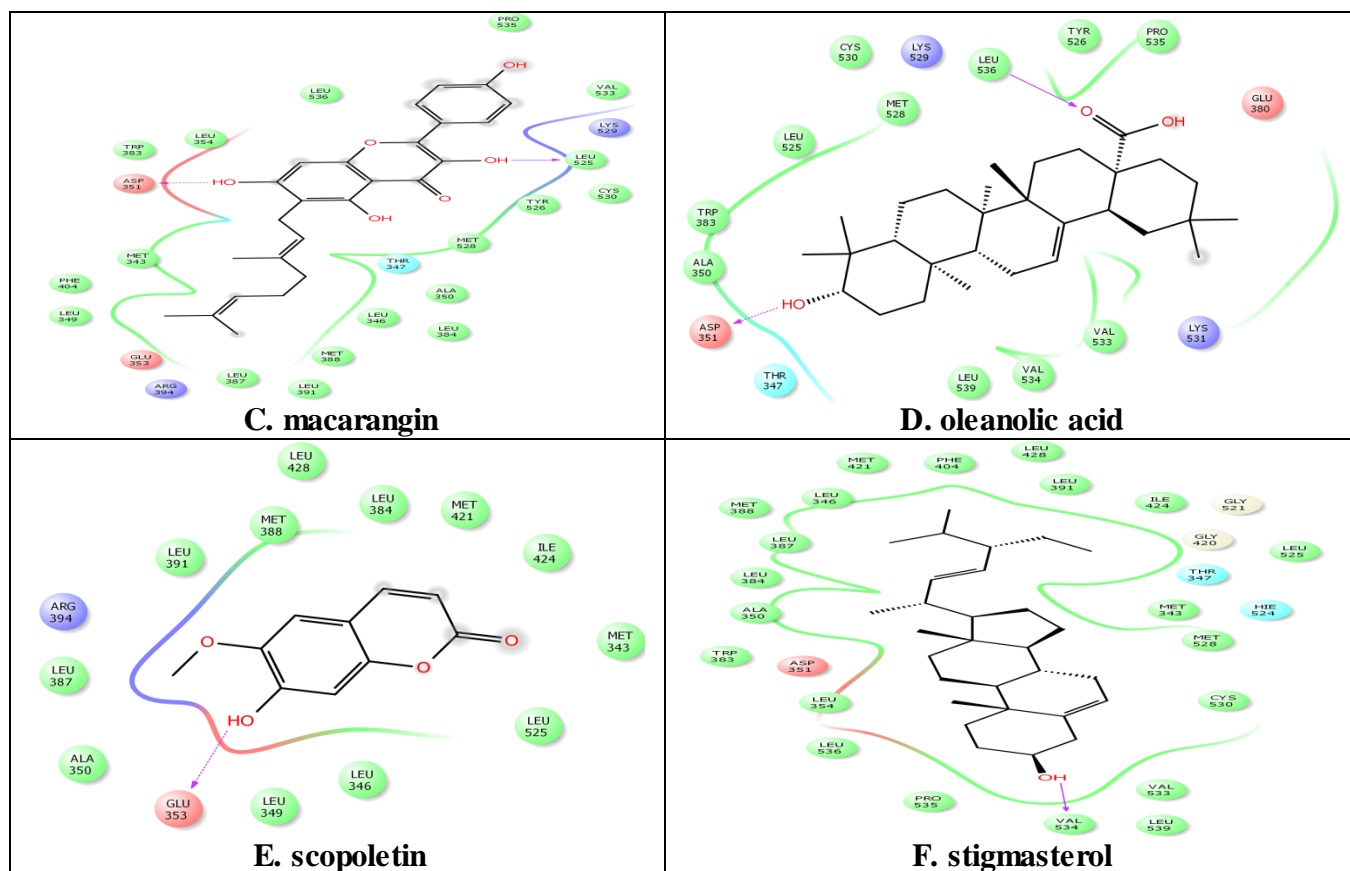 PRO 535
OH
LEU 536
VAL 533
LYS 529
LEU 354
TRP 383
O
OH
LEU 525
ASP 351
HO
CYS 530
OH
O
TYR 526
MET 528
MET 343
THR 347
PHE 404
ALA 350
LEU 349
LEU 346
LEU 384
GLU 353
MET 388
ARG 394
LEU 387
LEU 391
C. macarangin
TYR 526
PRO 535
CYS 530
LYS 529
LEU 536
GLU 380
MET 528
O
OH
LEU 525
TRP 383
ALA 350
HO
ASP 351
VAL 533
LYS 531
THR 347
LEU 539
VAL 534
D. oleanolic acid
LEU 428
LEU 384
MET 421
MET 388
LEU 391
ILE 424
ARG 394
O
O
MET 343
O
LEU 387
HO
LEU 525
ALA 350
LEU 346
GLU 353
LEU 349
E. scopoletin
LEU 428
MET 421
PHE 404
LEU 391
MET 388
LEU 346
ILE 424
GLY 521
LEU 387
GLY 420
LEU 525
LEU 384
THR 347
ALA 350
MET 343
HIE 524
MET 528
TRP 383
ASP 351
LEU 354
CYS 530
LEU 536
OH
PRO 535
VAL 533
VAL 534
LEU 539
F. stigmasterol